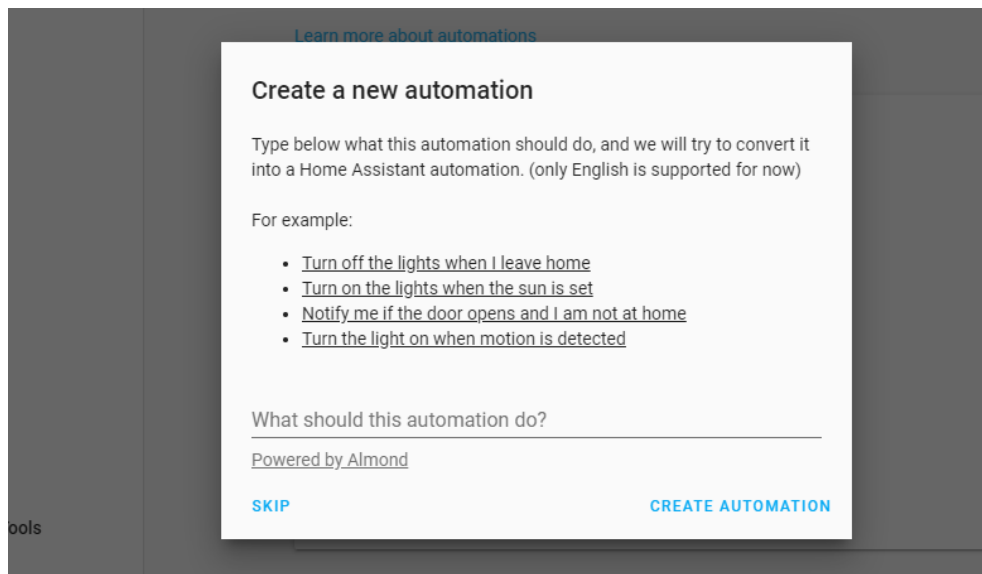 Learn more about automations
Create a new automation
Type below what this automation should do, and we will try to convert it
into a Home Assistant automation. (only English is supported for now)
For example:
• Turn off the lights when I leave home
• Turn on the lights when the sun is set
• Notify me if the door opens and I am not at home
• Turn the light on when motion is detected
What should this automation do?
Powered by Almond
SKIP CREATE AUTOMATION
ools